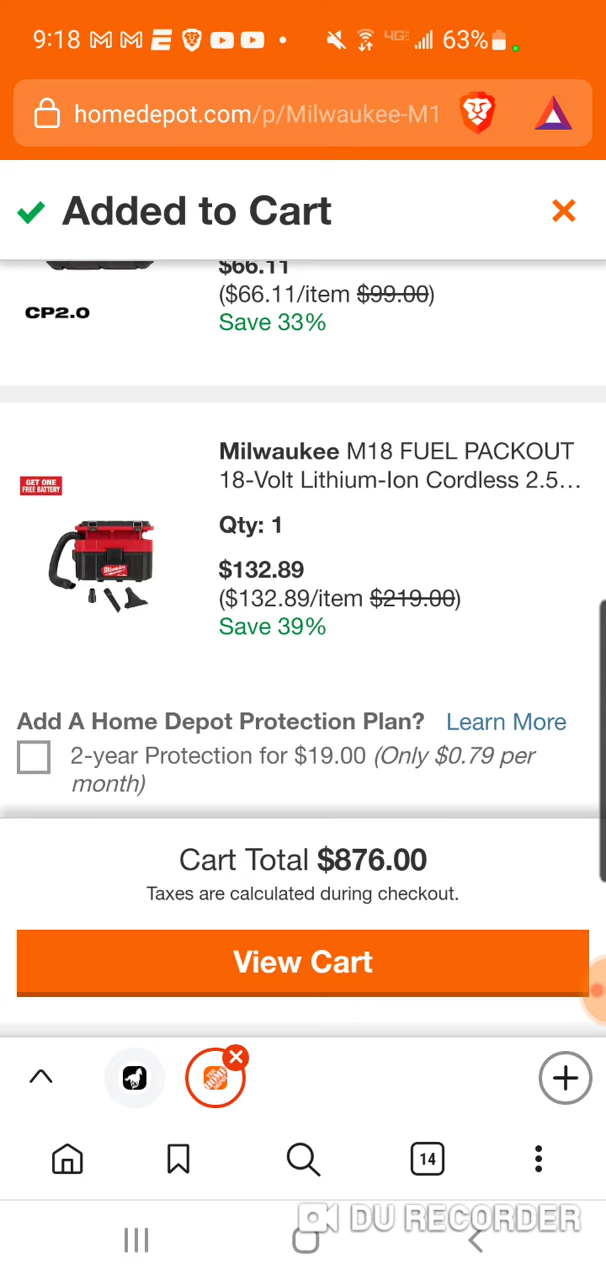 9:18 63%
homedepot.com/p/Milwaukee-M1
Added to Cart
$66.11
($66.11/item $99.00)
CP2.0
Save 33%
Milwaukee M18 FUEL PACKOUT
18-Volt Lithium-Ion Cordless 2.5...
GET ONE
FREE BATTERY
Qty: 1
$132.89
($132.89/item $219.00)
Save 39%
Add A Home Depot Protection Plan? Learn More
2-year Protection for $19.00 (Only $0.79 per
month)
Cart Total $876.00
Taxes are calculated during checkout.
View Cart
14
DU RECORDER